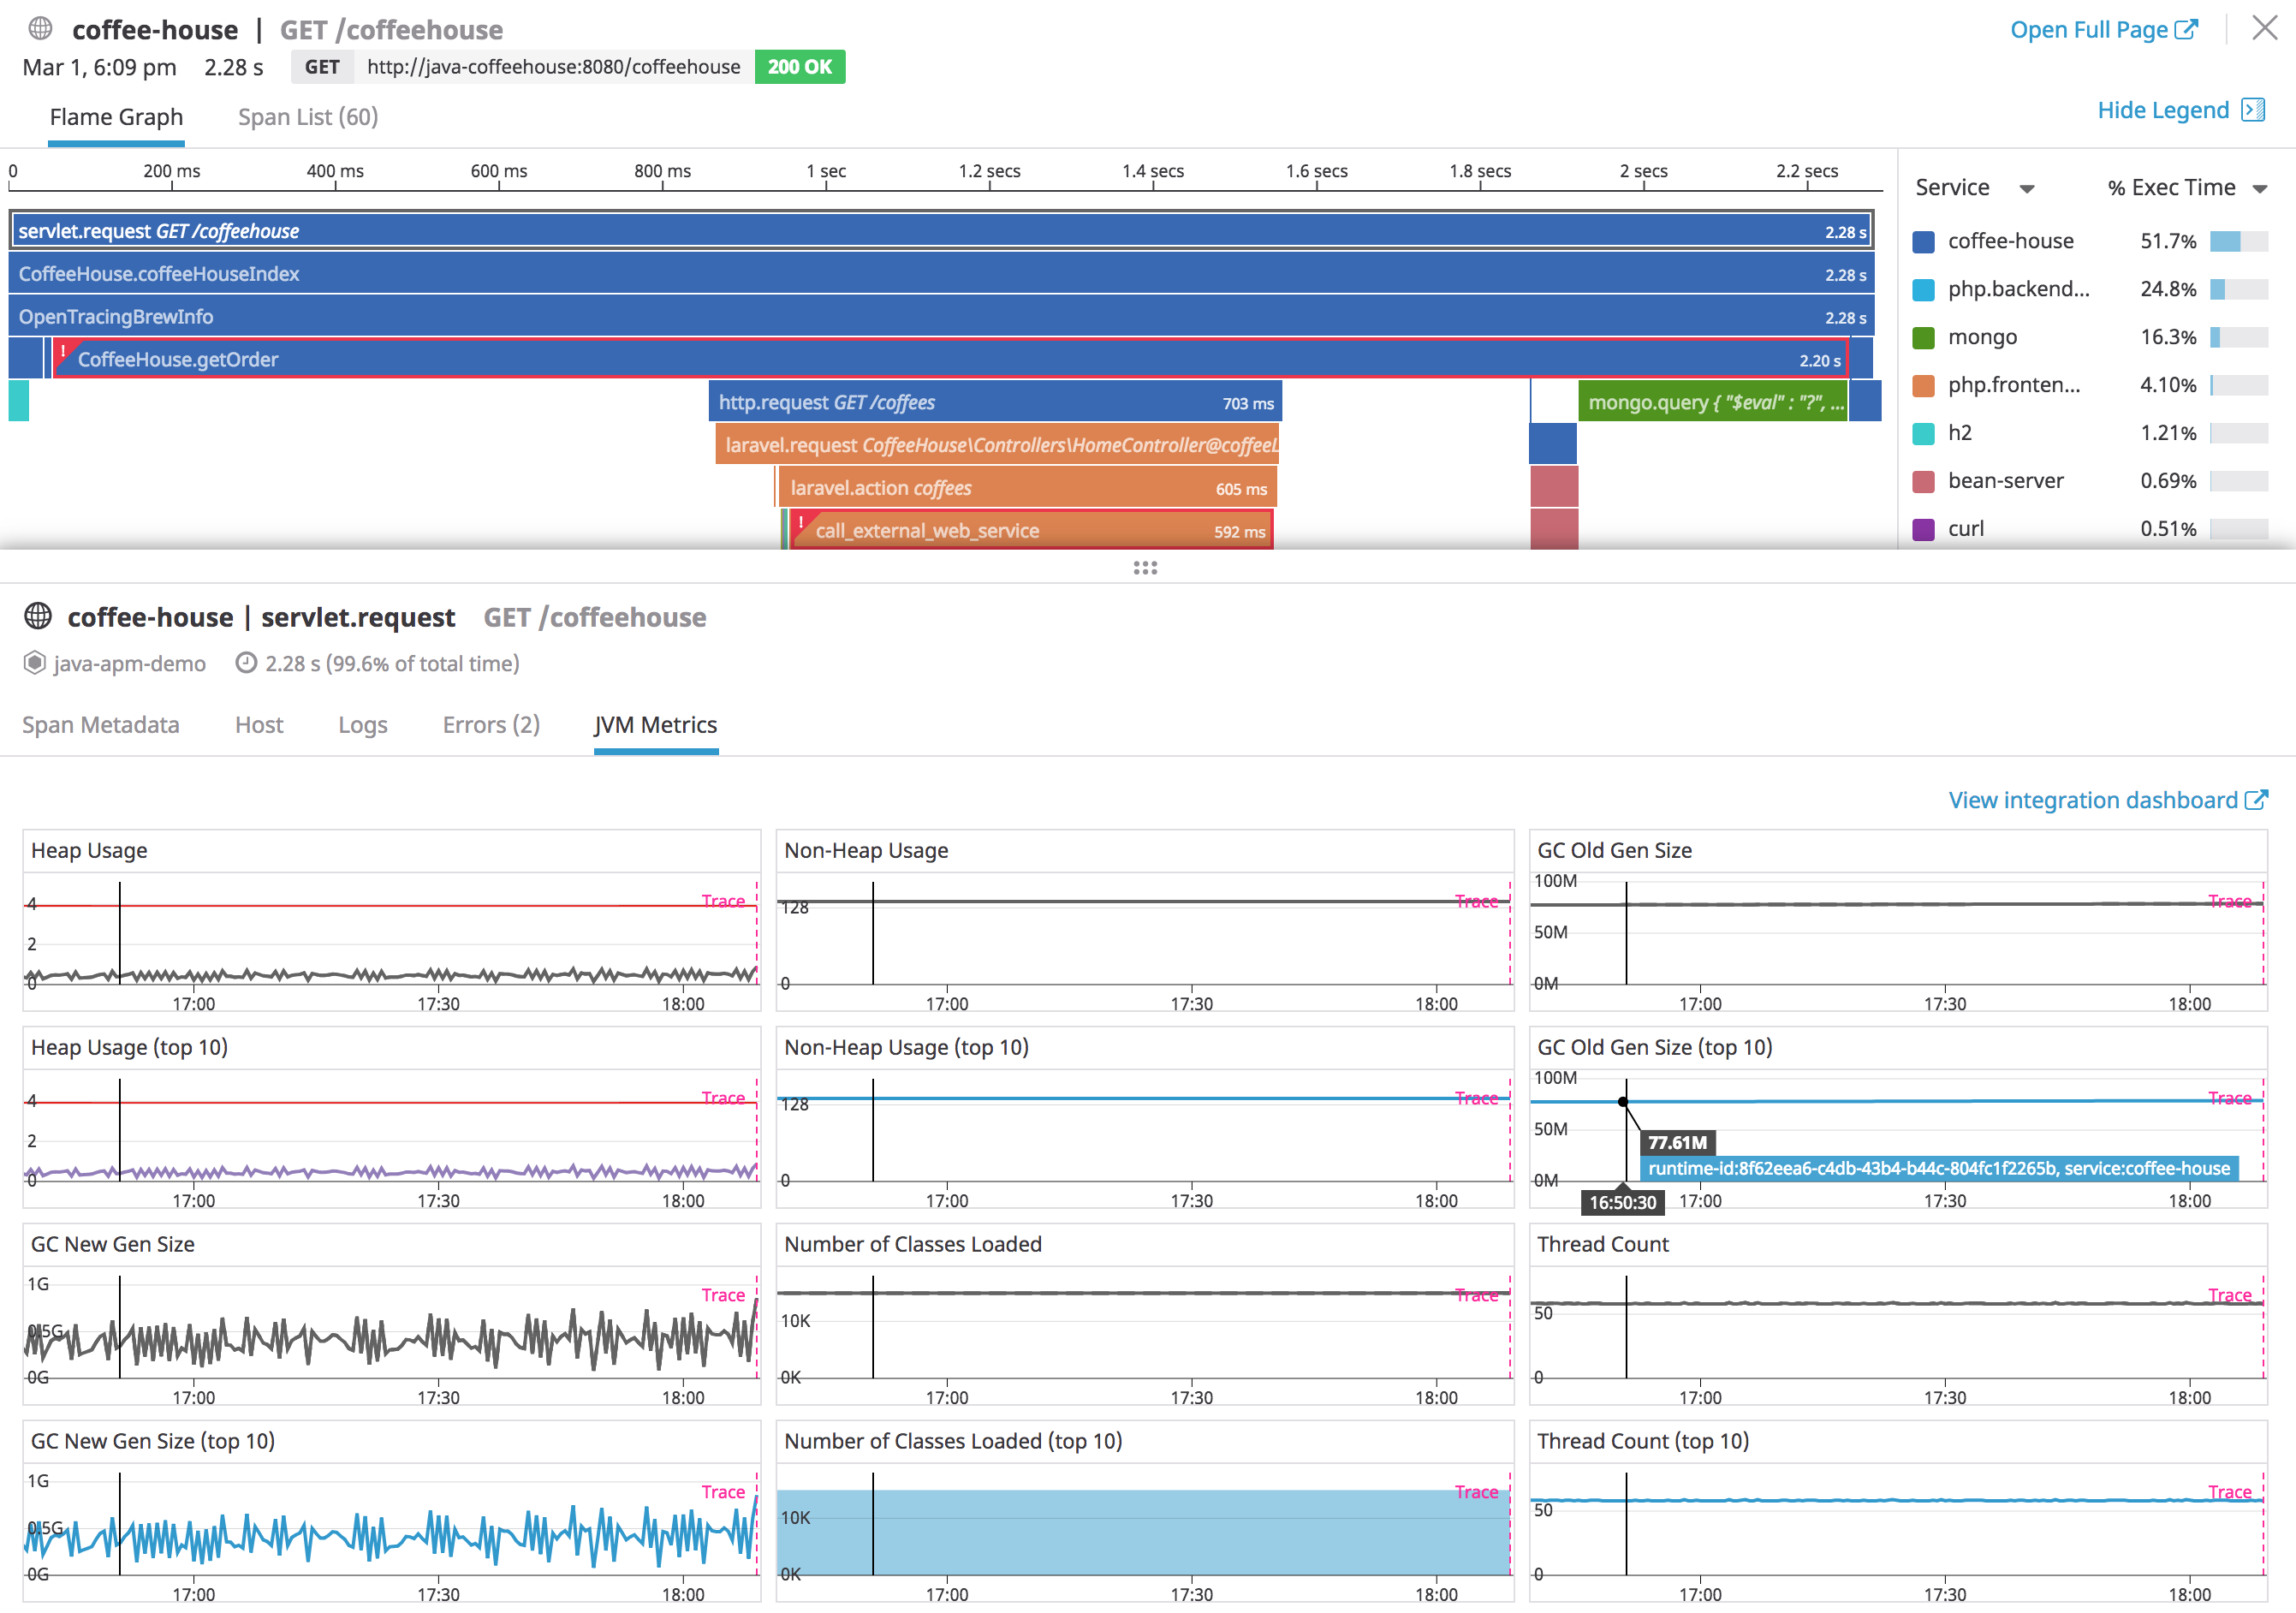 coffee-house | GET /coffeehouse
Open Full Page
Mar 1, 6:09 pm 2.28 s GET http://java-coffeehouse:8080/coffeehouse 200 OK
Flame Graph Span List (60)
Hide Legend
0 200 ms 400 ms 600 ms 800 ms 1 sec 1.2 secs 1.4 secs 1.6 secs 1.8 secs 2 secs 2.2 secs
servlet.request GET /coffeehouse 2.28 s
CoffeeHouse.coffeeHouseIndex 2.28 s
OpenTracingBrewInfo 2.28 s
! CoffeeHouse.getOrder 2.20 s
http.request GET /coffees 703 ms
mongo.query { "$eval" : "?", ...
laravel.request CoffeeHouse\Controllers\HomeController@coffeeL
laravel.action coffees 605 ms
! call_external_web_service 592 ms
Service % Exec Time
coffee-house 51.7%
php.backend... 24.8%
mongo 16.3%
php.fronten... 4.10%
h2 1.21%
bean-server 0.69%
curl 0.51%
coffee-house | servlet.request GET /coffeehouse
java-apm-demo 2.28 s (99.6% of total time)
Span Metadata Host Logs Errors (2) JVM Metrics
View integration dashboard
Heap Usage
4
2
0
Trace
17:00 17:30 18:00
Non-Heap Usage
128
0
Trace
17:00 17:30 18:00
GC Old Gen Size
100M
50M
0M
Trace
17:00 17:30 18:00
Heap Usage (top 10)
4
2
0
Trace
17:00 17:30 18:00
Non-Heap Usage (top 10)
128
0
Trace
17:00 17:30 18:00
GC Old Gen Size (top 10)
100M
50M
0M
Trace
77.61M
runtime-id:8f62eea6-c4db-43b4-b44c-804fc1f2265b, service:coffee-house
16:50:30 17:00 17:30 18:00
GC New Gen Size
1G
0.5G
0G
Trace
17:00 17:30 18:00
Number of Classes Loaded
10K
0K
Trace
17:00 17:30 18:00
Thread Count
50
0
Trace
17:00 17:30 18:00
GC New Gen Size (top 10)
1G
0.5G
0G
Trace
17:00 17:30 18:00
Number of Classes Loaded (top 10)
10K
0K
Trace
17:00 17:30 18:00
Thread Count (top 10)
50
0
Trace
17:00 17:30 18:00